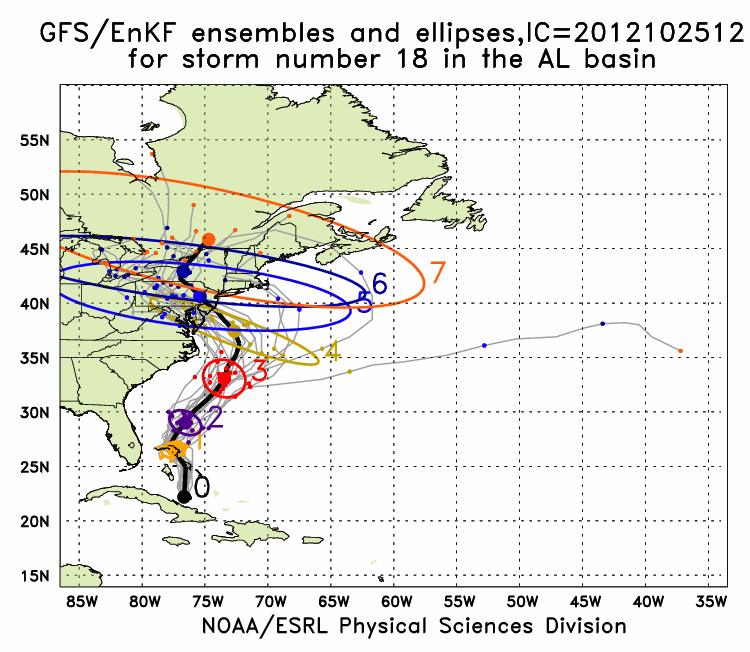 GFS/EnKF ensembles and ellipses,IC=2012102512
for storm number 18 in the AL basin
55N
50N
45N
40N
35N
30N
25N
20N
15N
7
6
5
4
3
2
1
0
85W 80W 75W 70W 65W 60W 55W 50W 45W 40W 35W
NOAA/ESRL Physical Sciences Division